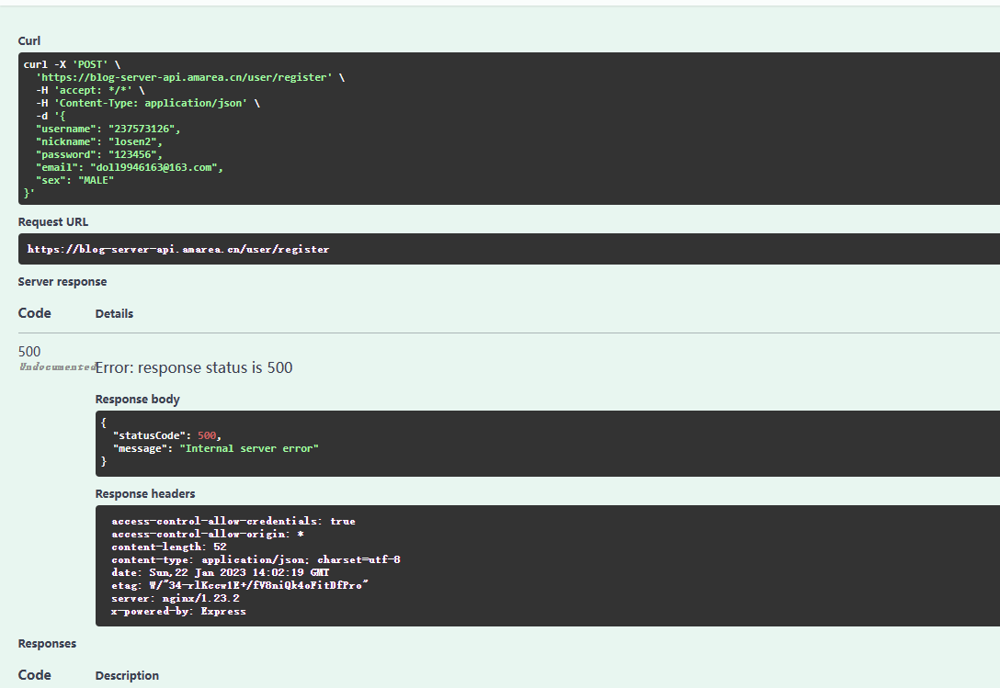 Curl
curl -X 'POST' \
'https://blog-server-api.amarea.cn/user/register' \
-H 'accept: */*' \
-H 'Content-Type: application/json' \
-d '{
"username": "237573126",
"nickname": "losen2",
"password": "123456",
"email": "doll9946163@163.com",
"sex": "MALE"
}'
Request URL
https://blog-server-api.amarea.cn/user/register
Server response
Code Details
500
Undocumented Error: response status is 500
Response body
{
"statusCode": 500,
"message": "Internal server error"
}
Response headers
access-control-allow-credentials: true
access-control-allow-origin: *
content-length: 52
content-type: application/json; charset=utf-8
date: Sun,22 Jan 2023 14:02:19 GMT
etag: W/"34-rlKccw1E+/fV8niQk4oFitDfPro"
server: nginx/1.23.2
x-powered-by: Express
Responses
Code Description